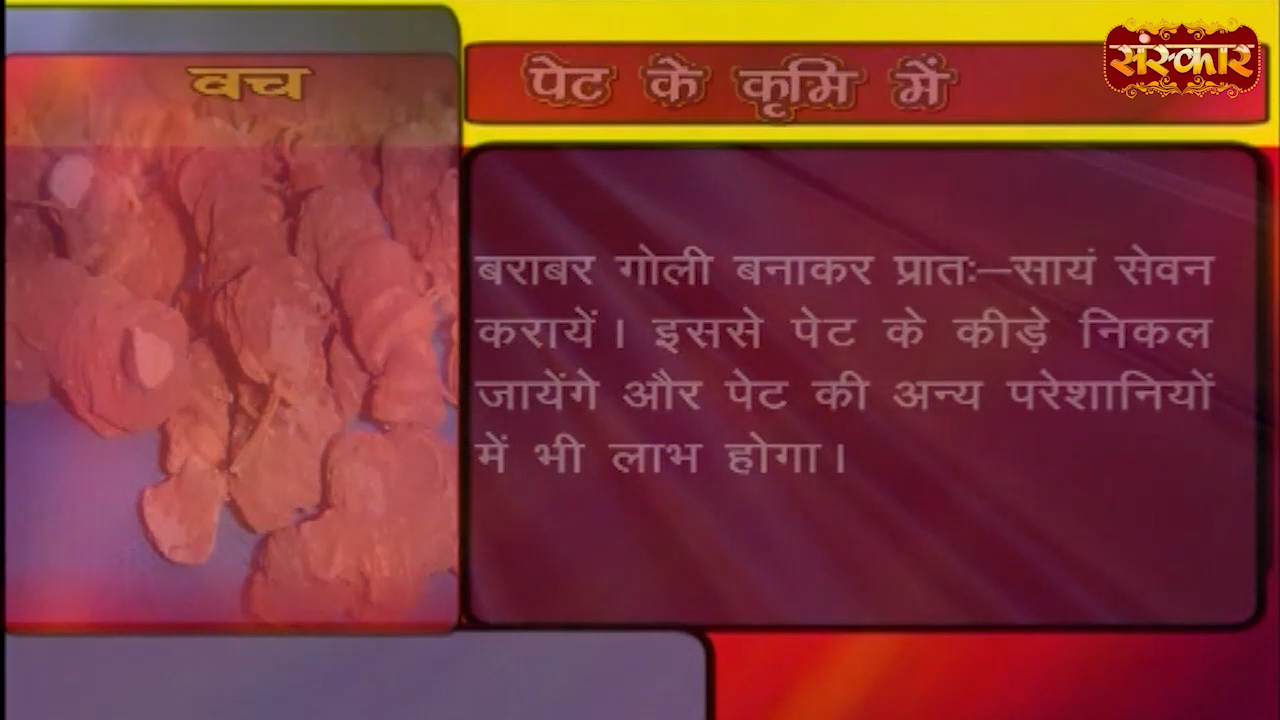 संस्कार
वच
पेट के कृमि में
बराबर गोली बनाकर प्रातः–सायं सेवन
करायें। इससे पेट के कीड़े निकल
जायेंगे और पेट की अन्य परेशानियों
में भी लाभ होगा।